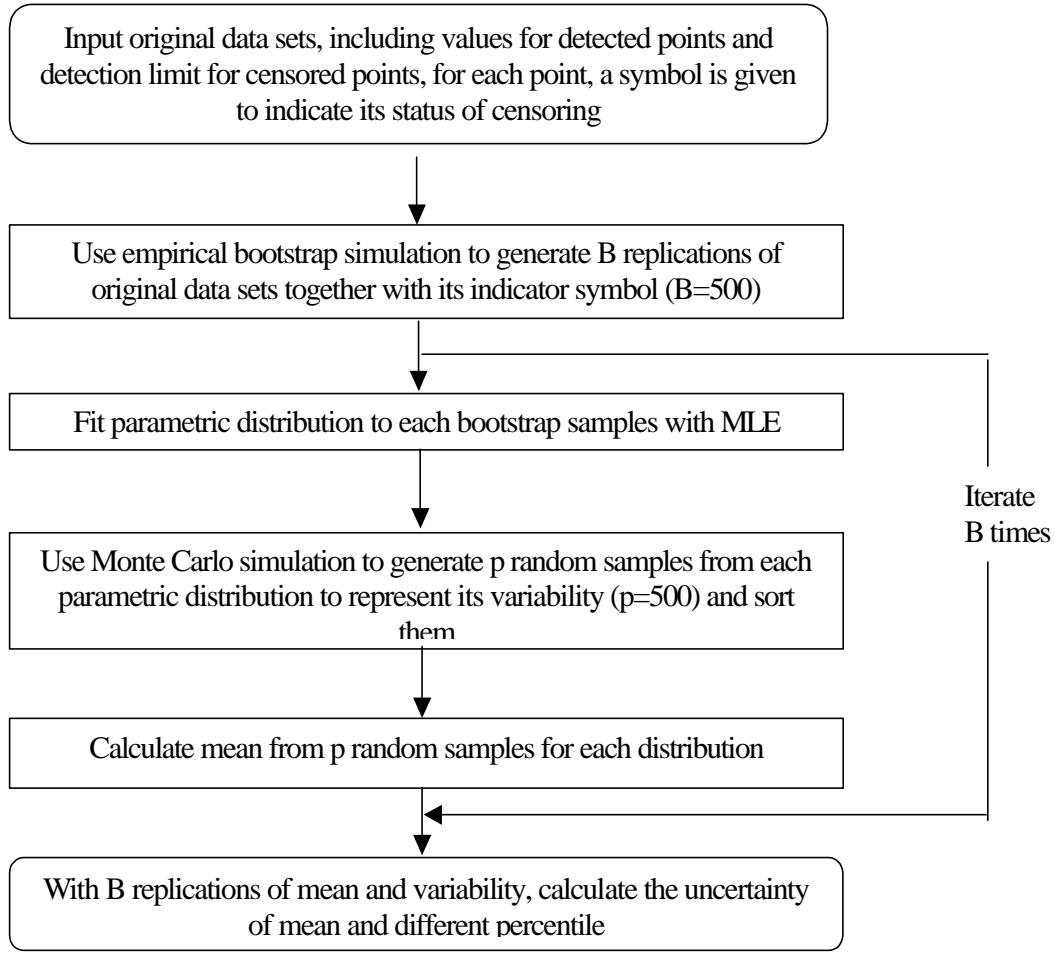 Input original data sets, including values for detected points and
detection limit for censored points, for each point, a symbol is given
to indicate its status of censoring
Use empirical bootstrap simulation to generate B replications of
original data sets together with its indicator symbol (B=500)
Fit parametric distribution to each bootstrap samples with MLE
Iterate
B times
Use Monte Carlo simulation to generate p random samples from each
parametric distribution to represent its variability (p=500) and sort
them
Calculate mean from p random samples for each distribution
With B replications of mean and variability, calculate the uncertainty
of mean and different percentile